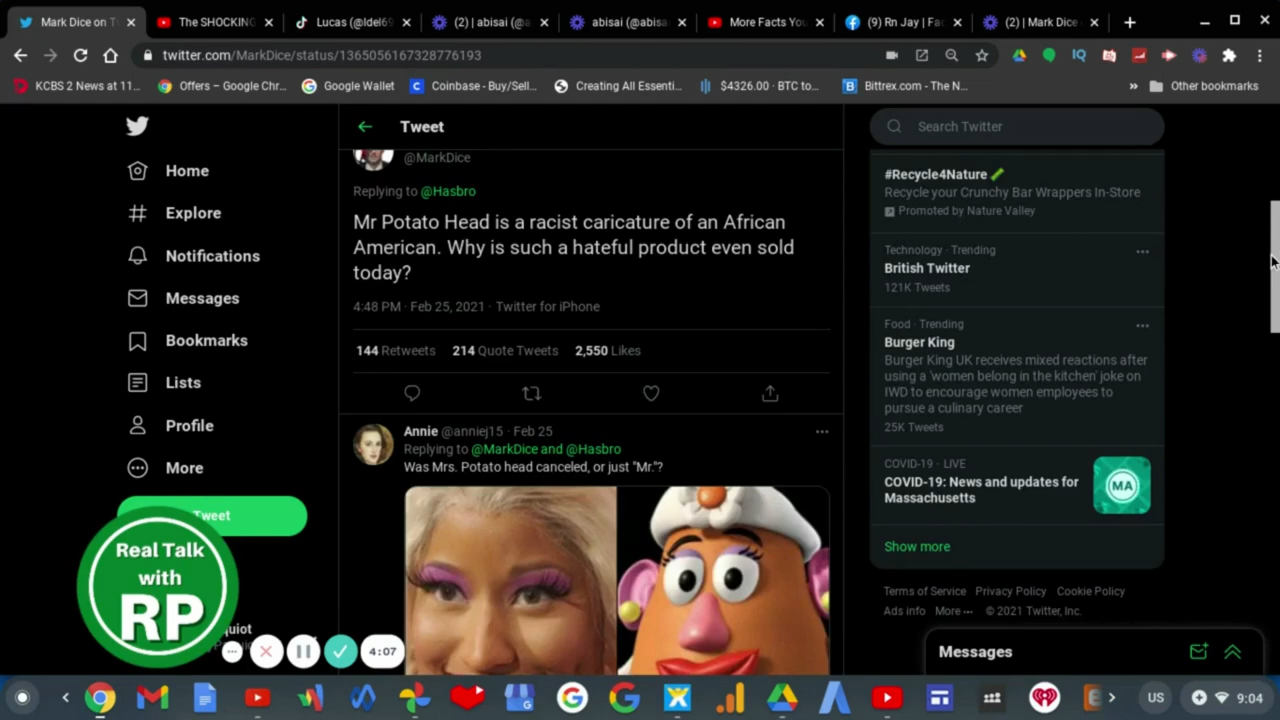 Mark Dice on T
The SHOCKING
Lucas (@Idel69
(2) | abisai (@a
abisai (@abisa
More Facts You
(9) Rn Jay | Fac
(2) | Mark Dice
twitter.com/MarkDice/status/1365056167328776193
KCBS 2 News at 11...
Offers – Google Chr...
Google Wallet
Coinbase - Buy/Sell...
Creating All Essenti...
$4326.00 · BTC to...
Bittrex.com - The N...
»
Other bookmarks
Home
Explore
Notifications
Messages
Bookmarks
Lists
Profile
More
Tweet
Real Talk
with
RP
quiot
4:07
Tweet
@MarkDice
Replying to @Hasbro
Mr Potato Head is a racist caricature of an African
American. Why is such a hateful product even sold
today?
4:48 PM · Feb 25, 2021 · Twitter for iPhone
144 Retweets 214 Quote Tweets 2,550 Likes
Annie @anniej15 · Feb 25
Replying to @MarkDice and @Hasbro
Was Mrs. Potato head canceled, or just "Mr."?
Search Twitter
#Recycle4Nature
Recycle your Crunchy Bar Wrappers In-Store
Promoted by Nature Valley
Technology · Trending
British Twitter
121K Tweets
Food · Trending
Burger King
Burger King UK receives mixed reactions after
using a 'women belong in the kitchen' joke on
IWD to encourage women employees to
pursue a culinary career
25K Tweets
COVID-19 · LIVE
COVID-19: News and updates for
Massachusetts
MA
Show more
Terms of Service Privacy Policy Cookie Policy
Ads info More ··· © 2021 Twitter, Inc.
Messages
US
9:04